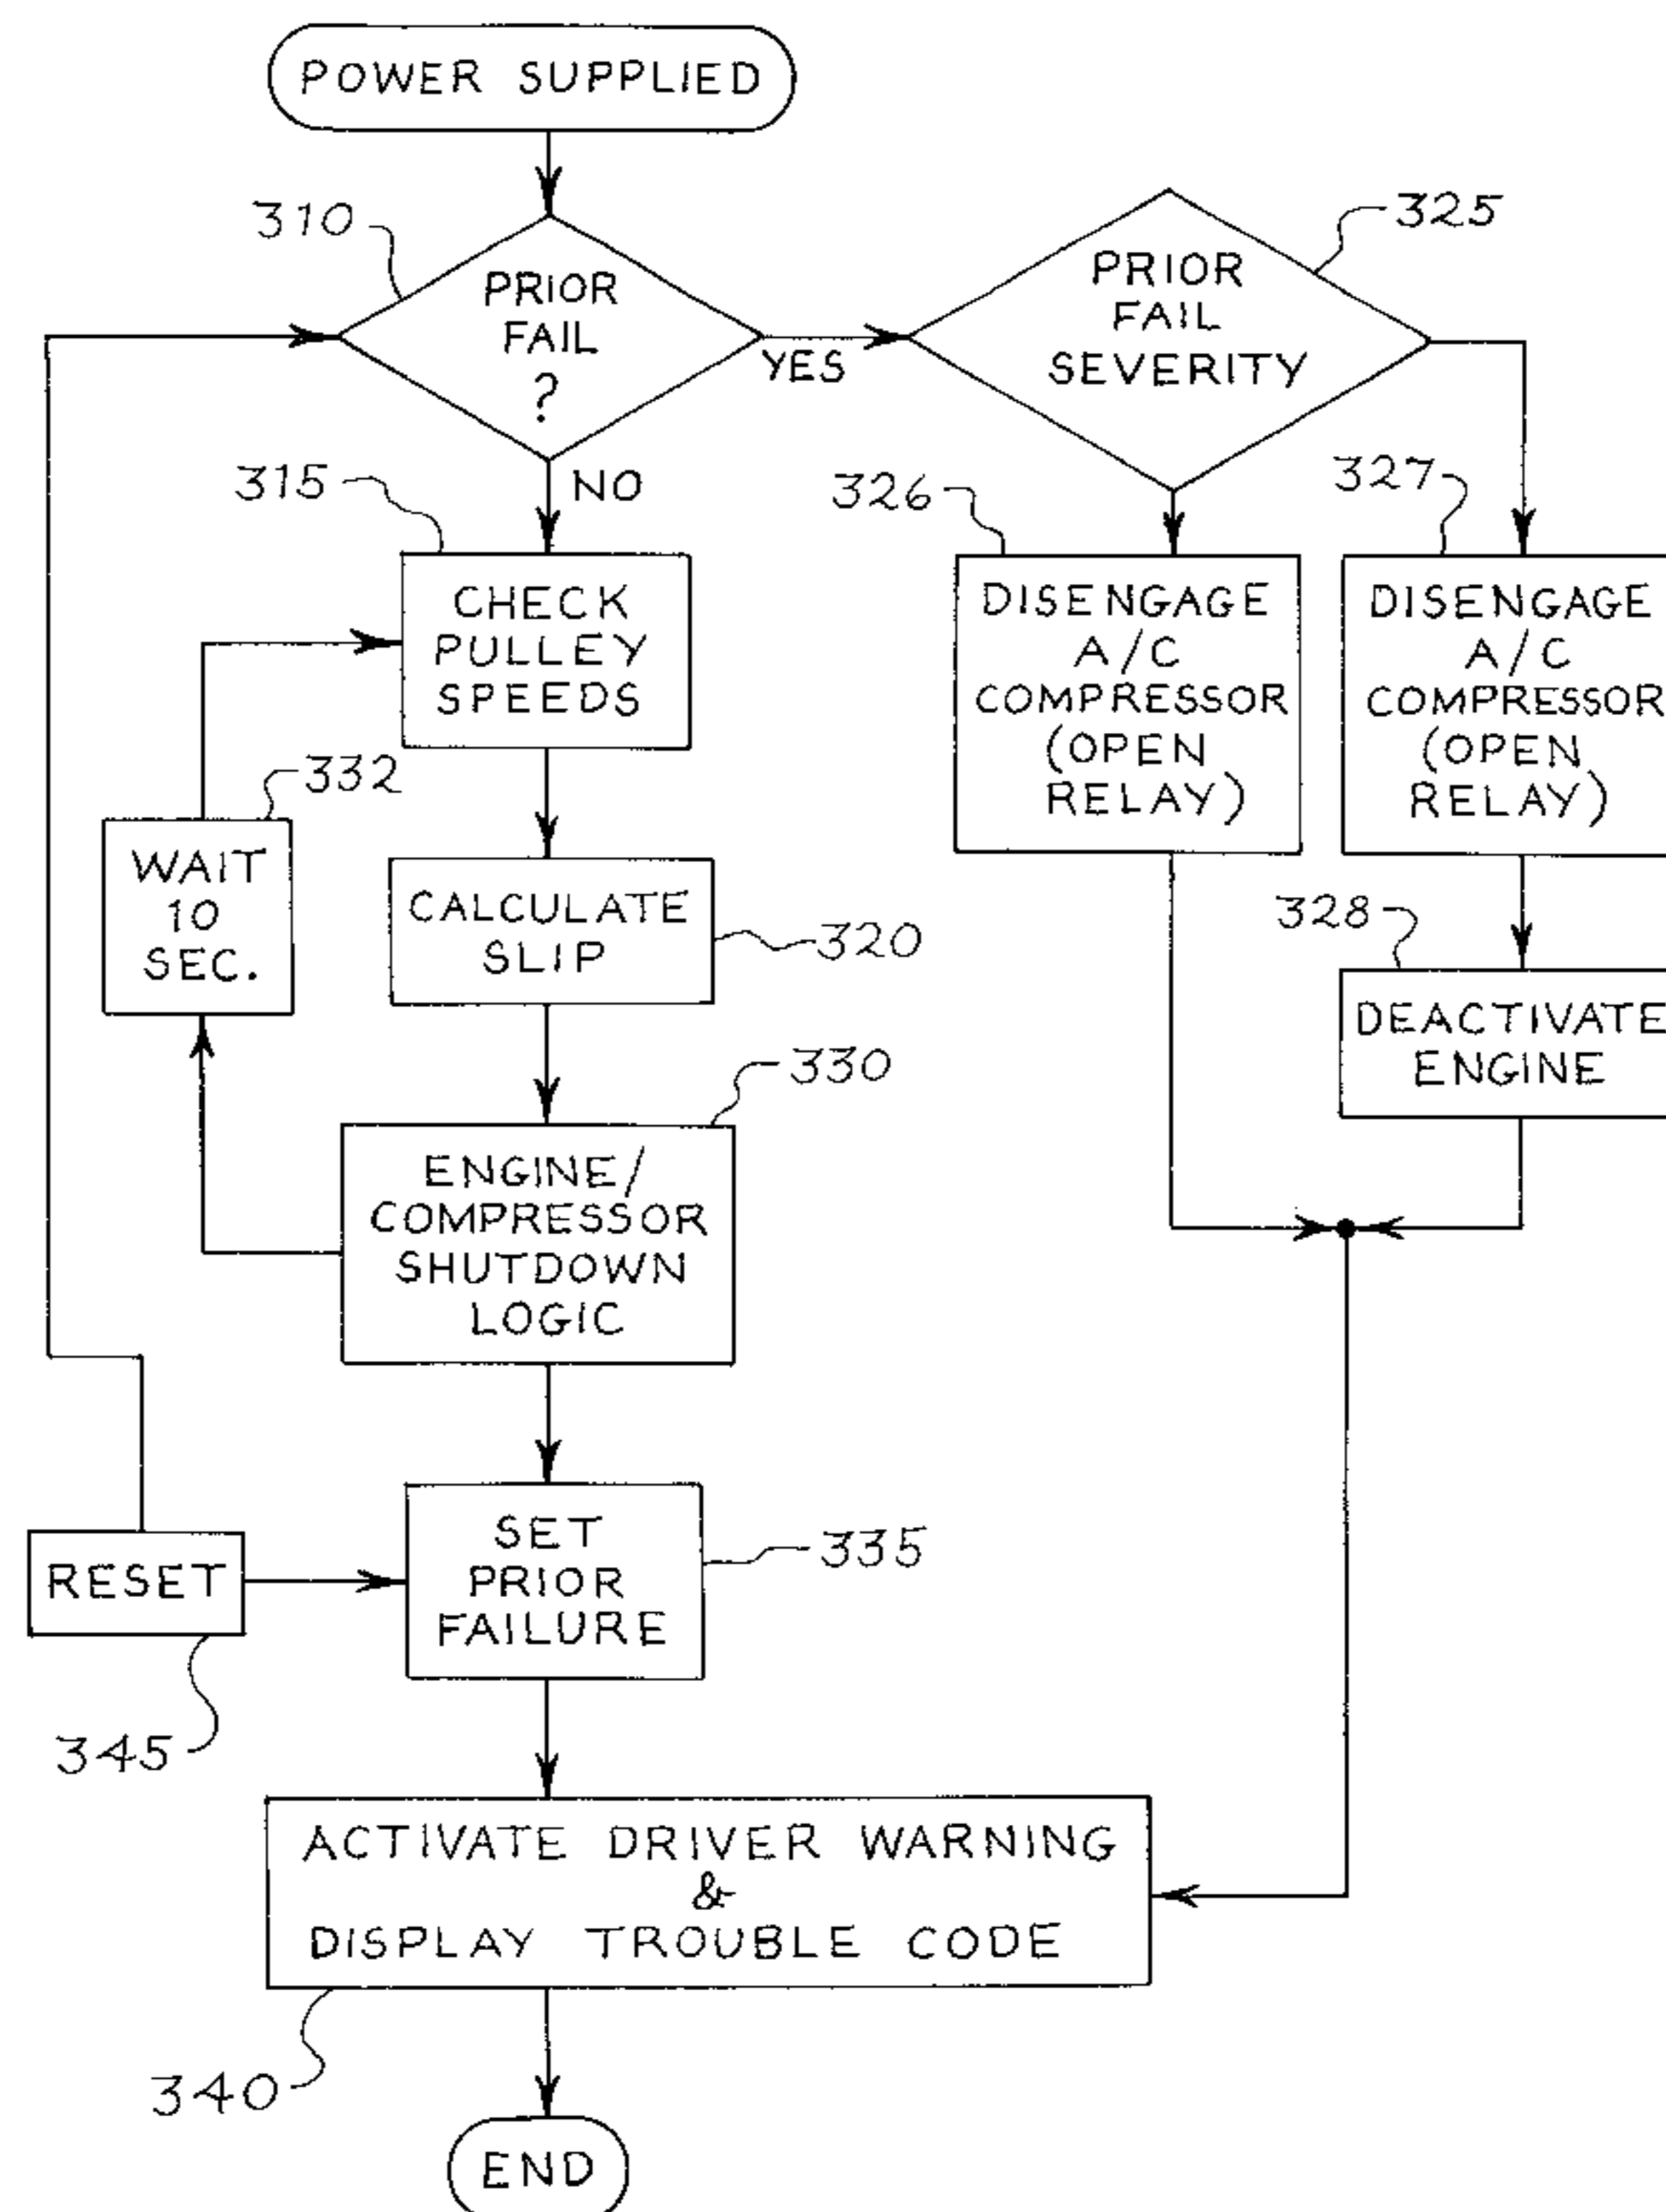 POWER SUPPLIED
310
PRIOR
FAIL
?
YES
NO
325
PRIOR
FAIL
SEVERITY
315
CHECK
PULLEY
SPEEDS
326
DISENGAGE
A/C
COMPRESSOR
(OPEN
RELAY)
327
DISENGAGE
A/C
COMPRESSOR
(OPEN
RELAY)
332
WAIT
10
SEC.
CALCULATE
SLIP
320
328
DEACTIVATE
ENGINE
330
ENGINE/
COMPRESSOR
SHUTDOWN
LOGIC
RESET
345
SET
PRIOR
FAILURE
335
ACTIVATE DRIVER WARNING
&
DISPLAY TROUBLE CODE
340
END